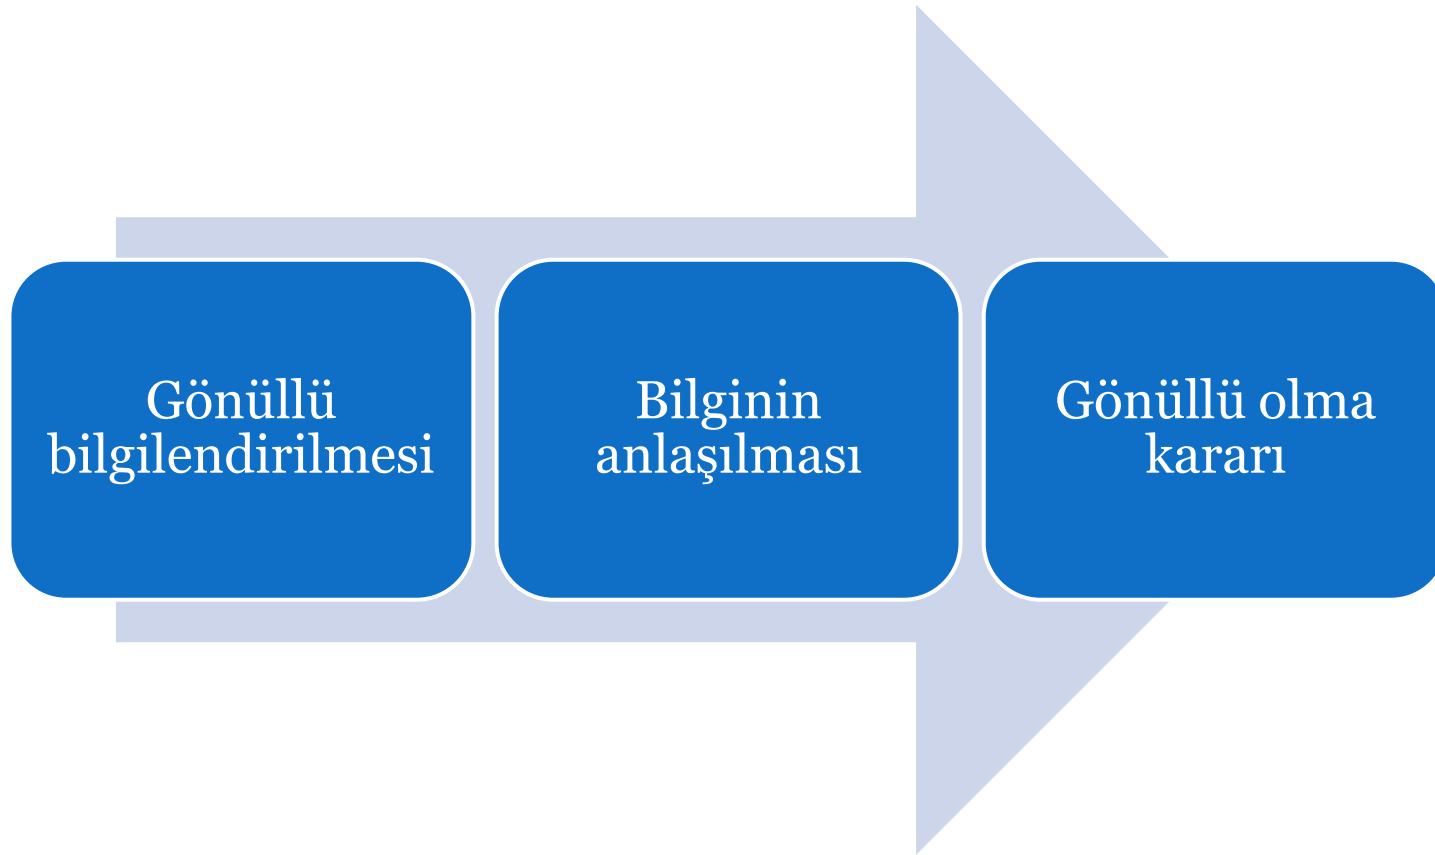 Gönüllü
bilgilendirilmesi
Bilginin
anlaşılması
Gönüllü olma
kararı